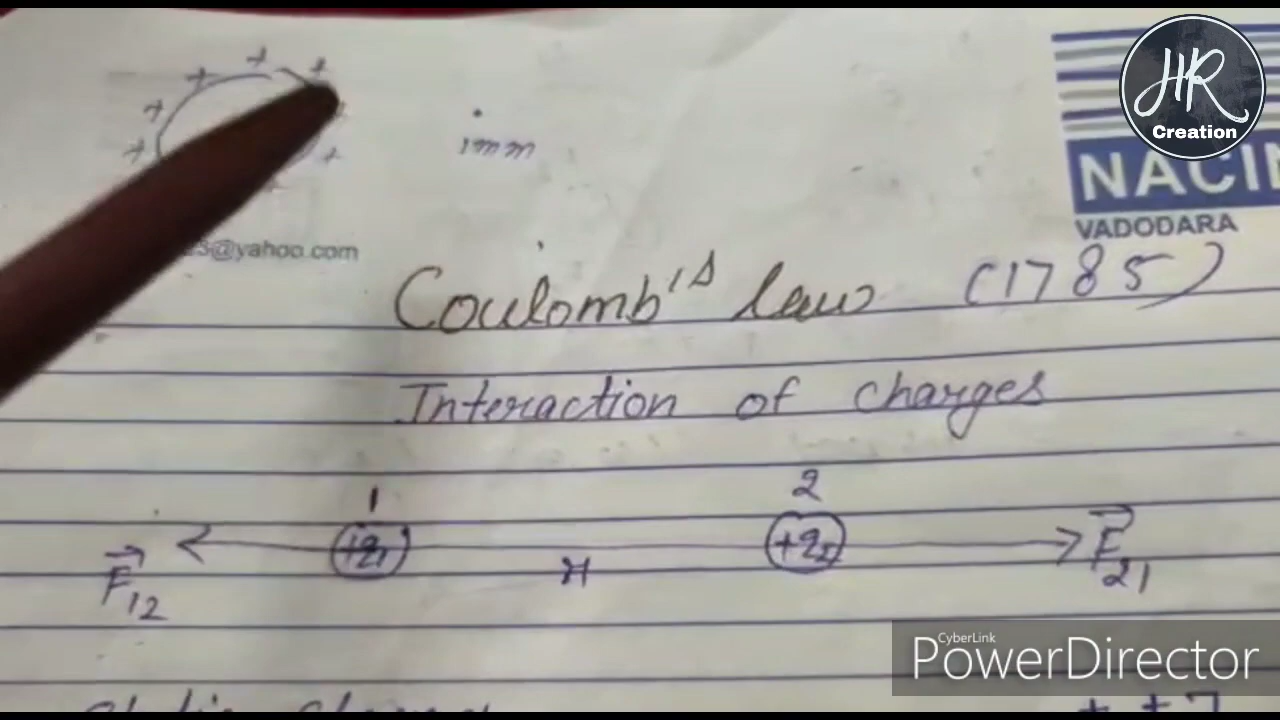 HR
Creation
+ + + + + + +
1mm
NACIN
VADODARA
@yahoo.com
Coulomb's law (1785)
Interaction of charges
1 2
+q1 r +q2
F12 F21
CyberLink
PowerDirector